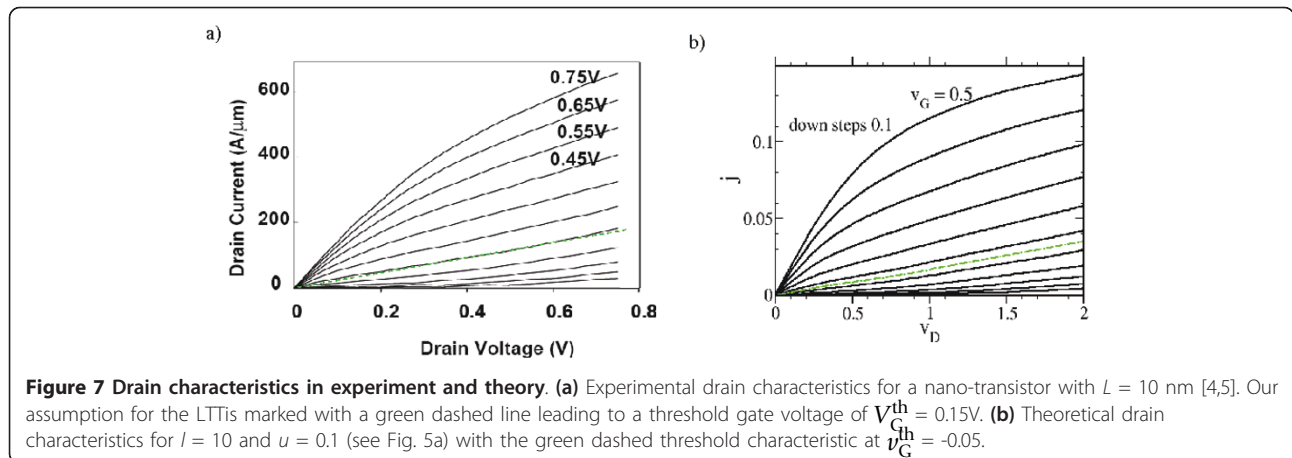 a)
600
400
200
0
Drain Current (A/µm)
0.75V
0.65V
0.55V
0.45V
0 0.2 0.4 0.6 0.8
Drain Voltage (V)
b)
j
0.1
0.05
0
v_G = 0.5
down steps 0.1
0 0.5 1 1.5 2
v_D
Figure 7 Drain characteristics in experiment and theory. (a) Experimental drain characteristics for a nano-transistor with L = 10 nm [4,5]. Our
assumption for the LTTis marked with a green dashed line leading to a threshold gate voltage of V_G^th = 0.15V. (b) Theoretical drain
characteristics for l = 10 and u = 0.1 (see Fig. 5a) with the green dashed threshold characteristic at v_G^th = -0.05.